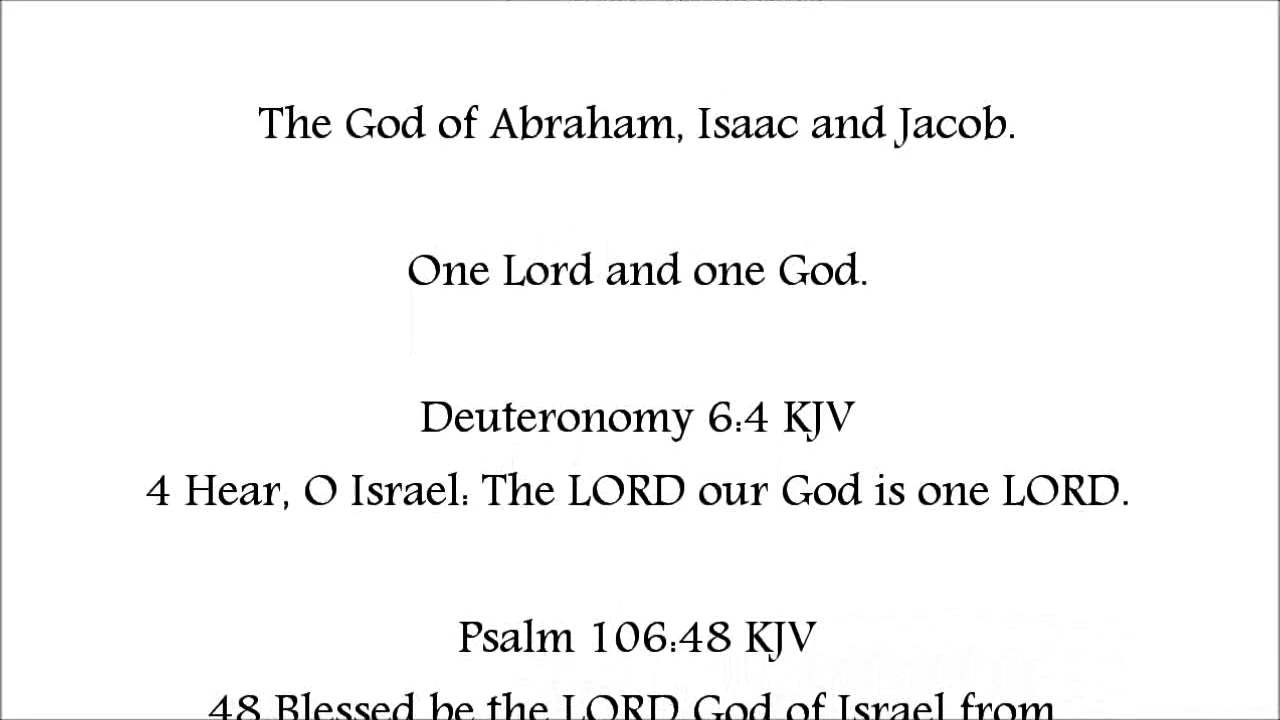 The God of Abraham, Isaac and Jacob.
One Lord and one God.
Deuteronomy 6:4 KJV
4 Hear, O Israel: The LORD our God is one LORD.
Psalm 106:48 KJV
48 Blessed be the LORD God of Israel from